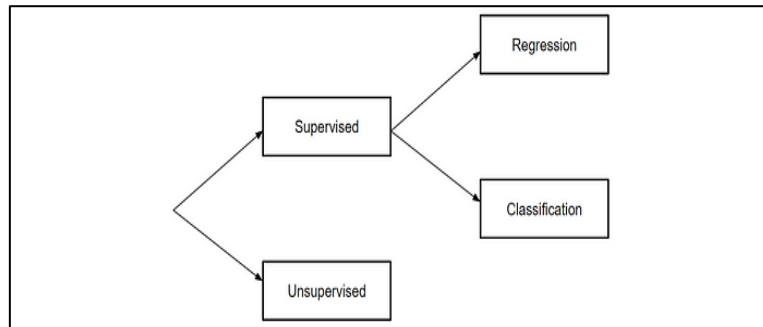 Regression
Supervised
Classification
Unsupervised